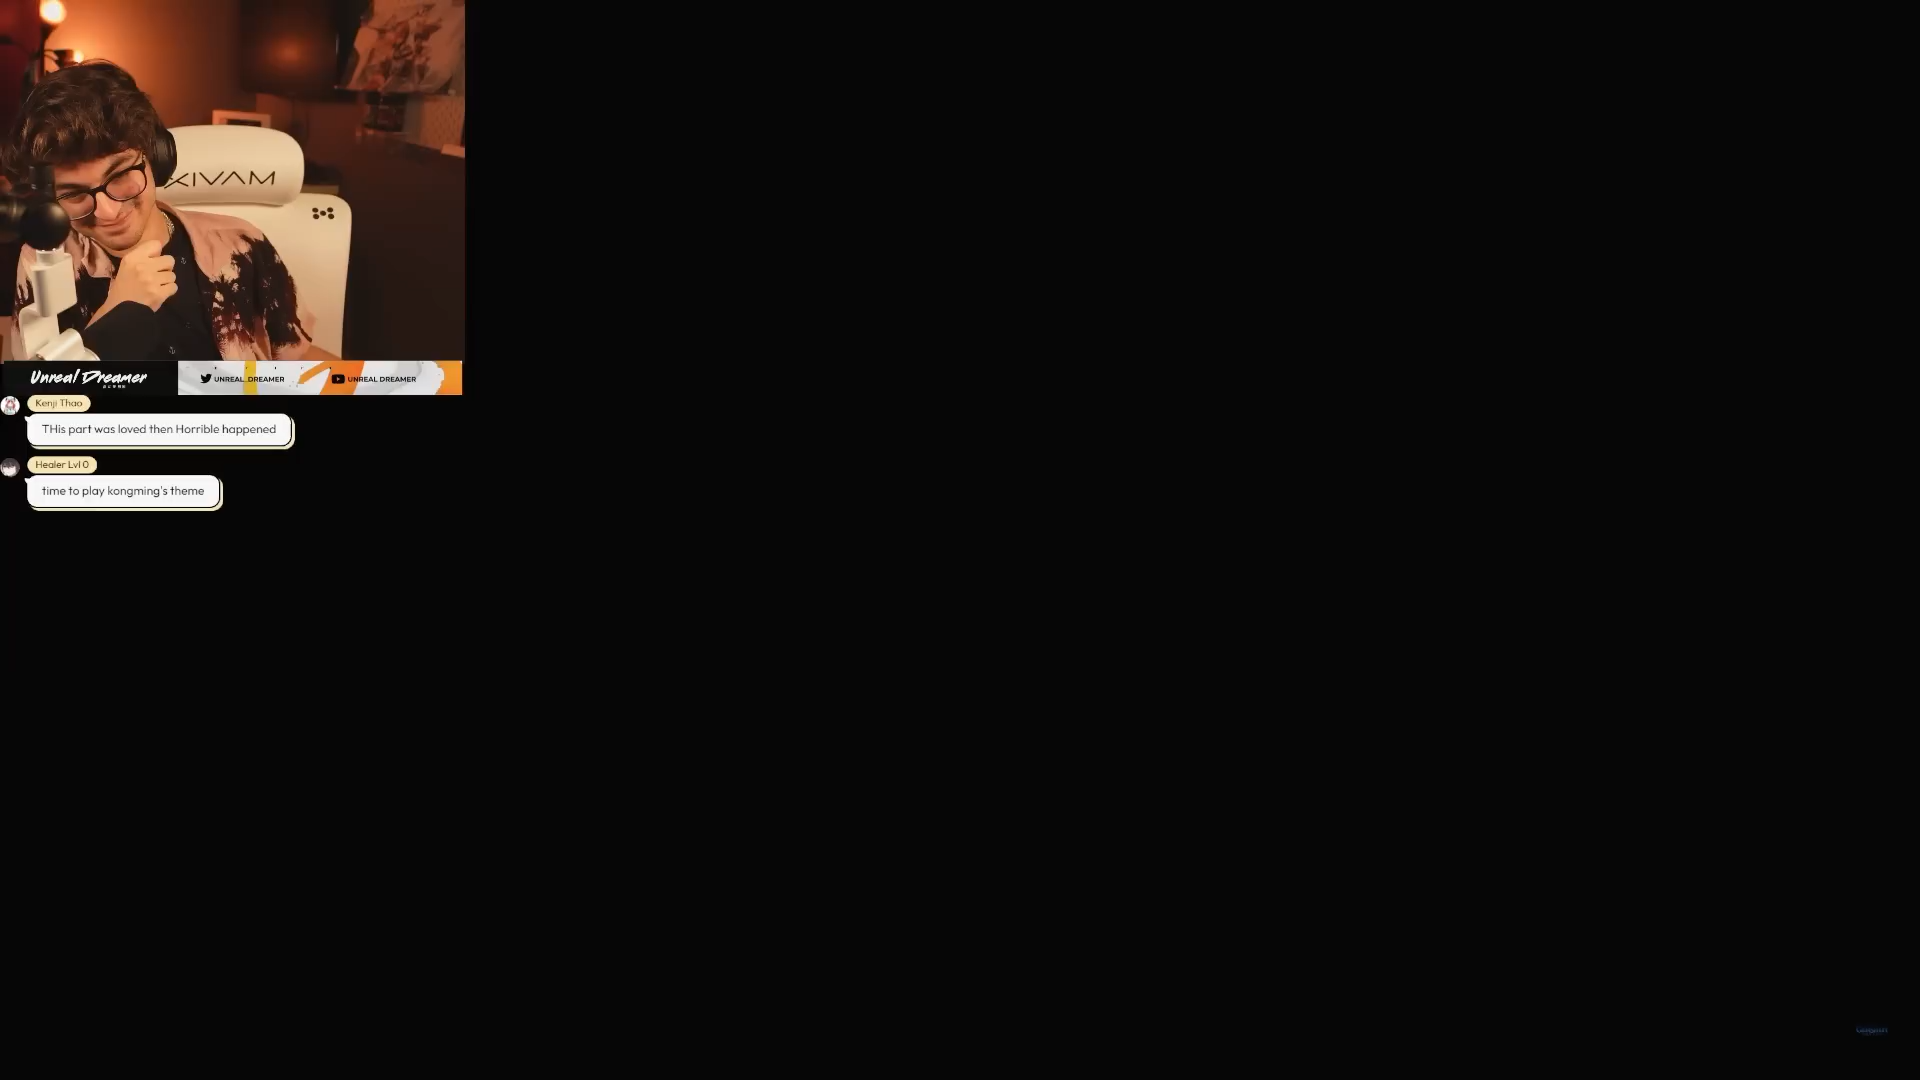 XIVAM
Unreal Dreamer
UNREAL_DREAMER
UNREAL DREAMER
Kenji Thao
THis part was loved then Horrible happened
Healer Lvl 0
time to play kongming's theme